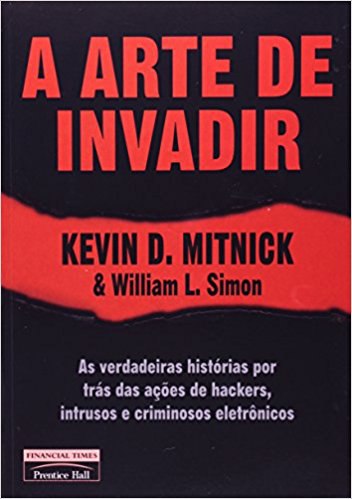 A ARTE DE
INVADIR
KEVIN D. MITNICK
& William L. Simon
As verdadeiras histórias por
trás das ações de hackers,
intrusos e criminosos eletrônicos
FINANCIAL TIMES
Prentice Hall